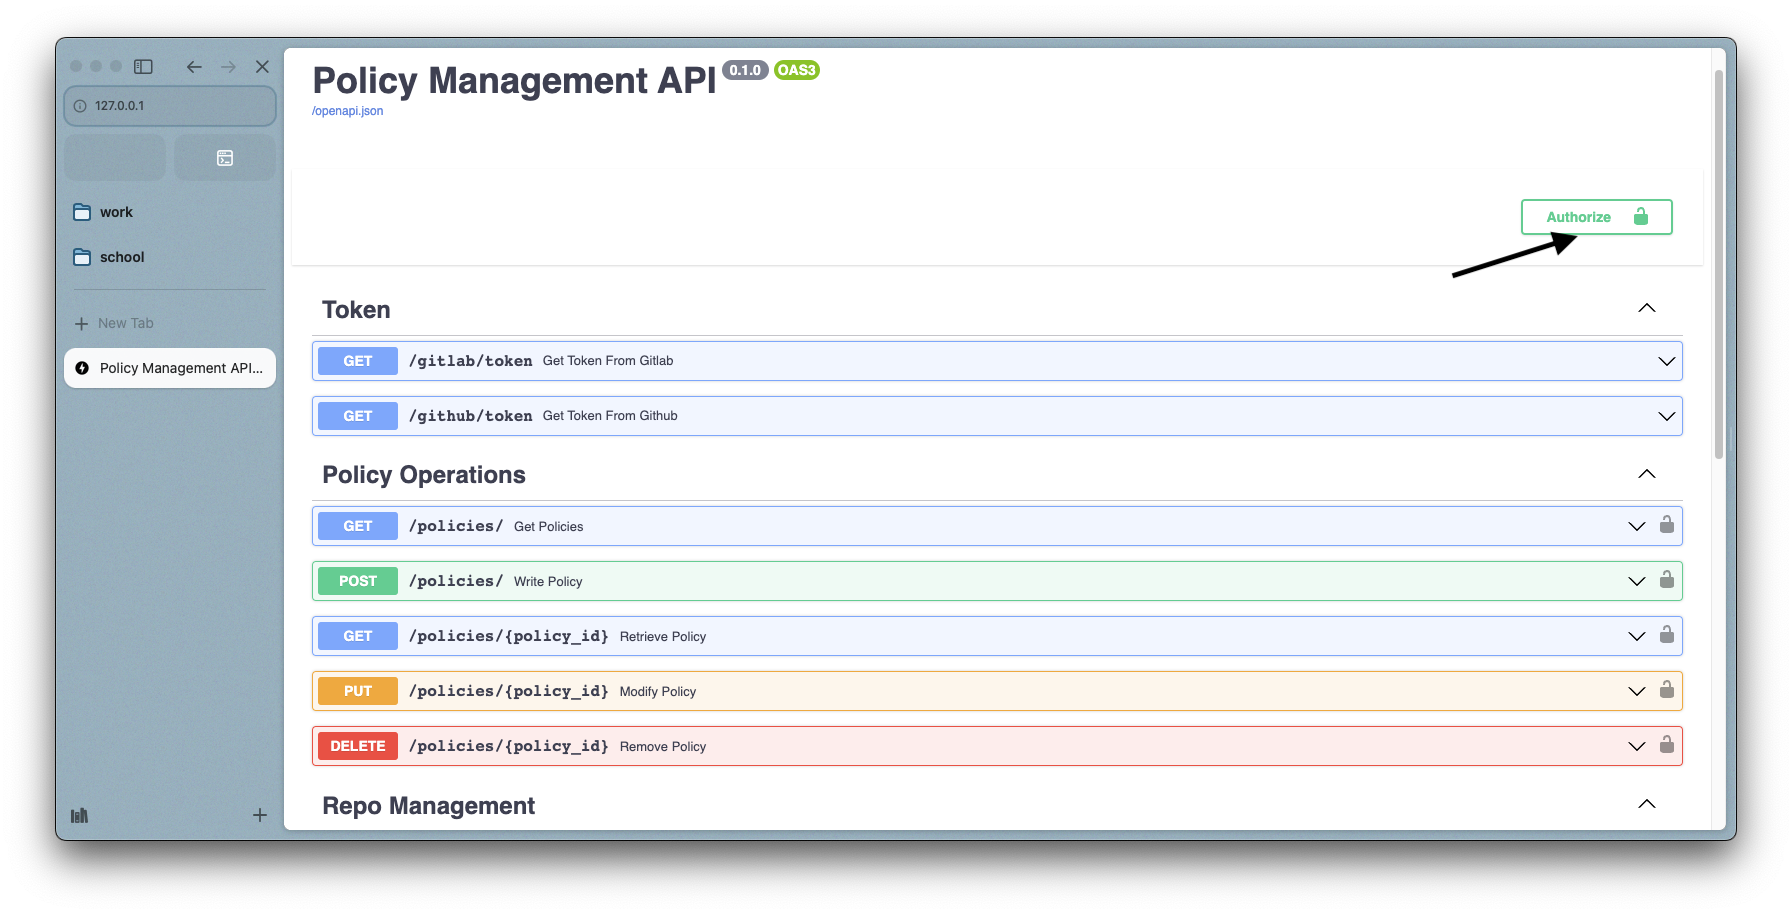 127.0.0.1
work
school
New Tab
Policy Management API...
Policy Management API 0.1.0 OAS3
/openapi.json
Authorize
Token
GET /gitlab/token Get Token From Gitlab
GET /github/token Get Token From Github
Policy Operations
GET /policies/ Get Policies
POST /policies/ Write Policy
GET /policies/{policy_id} Retrieve Policy
PUT /policies/{policy_id} Modify Policy
DELETE /policies/{policy_id} Remove Policy
Repo Management